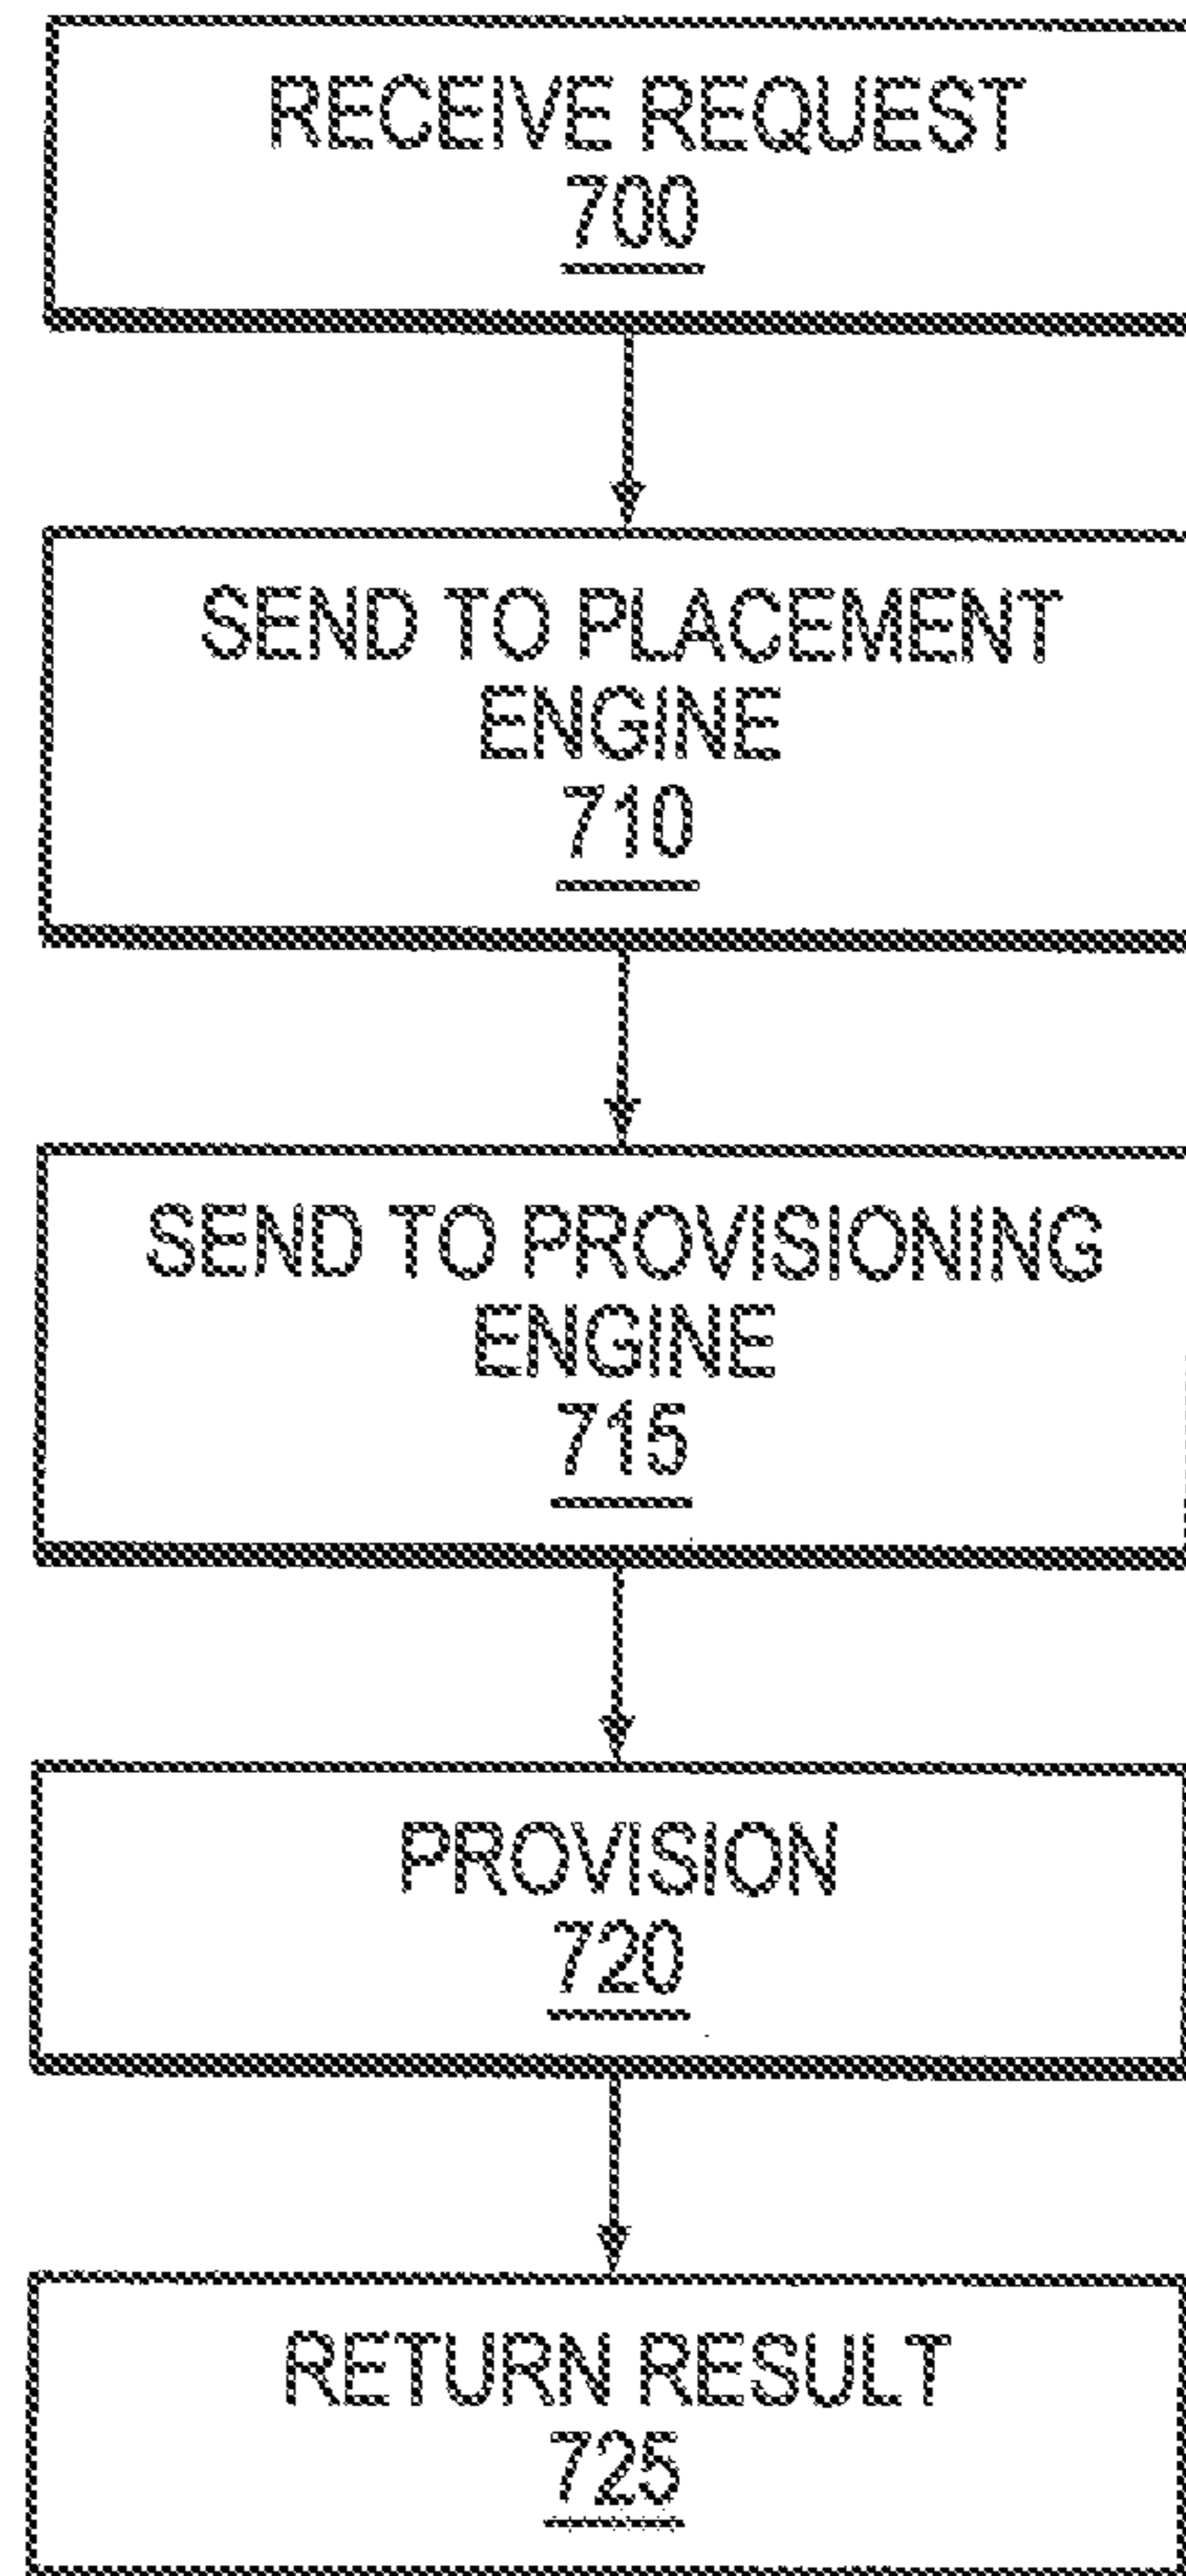 RECEIVE REQUEST
700
SEND TO PLACEMENT
ENGINE
710
SEND TO PROVISIONING
ENGINE
715
PROVISION
720
RETURN RESULT
725